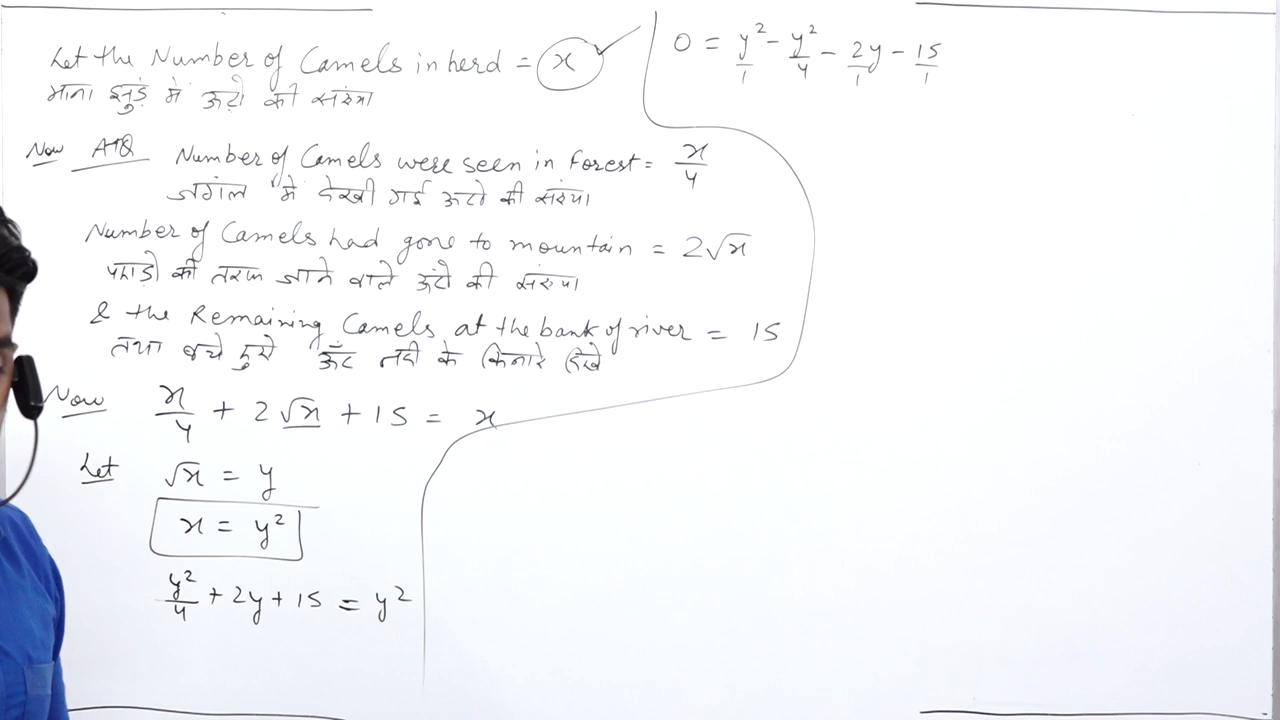 Let the Number of Camels in herd = x
माना झुंड़ मे ऊटो की संख्या
Now ATQ Number of Camels were seen in Forest = x/4
जगंल मे देखी गई ऊटो की संख्या
Number of Camels had gone to mountain = 2√x
पहाड़ो की तरफ जाने वाले ऊंटो की संख्या
& the Remaining Camels at the bank of river = 15
तथा बचे हुये ऊँट नदी के किनारे दिखे
Now x/4 + 2√x + 15 = x
Let √x = y
x = y²
y²/4 + 2y + 15 = y²
0 = y²/1 - y²/4 - 2y/1 - 15/1